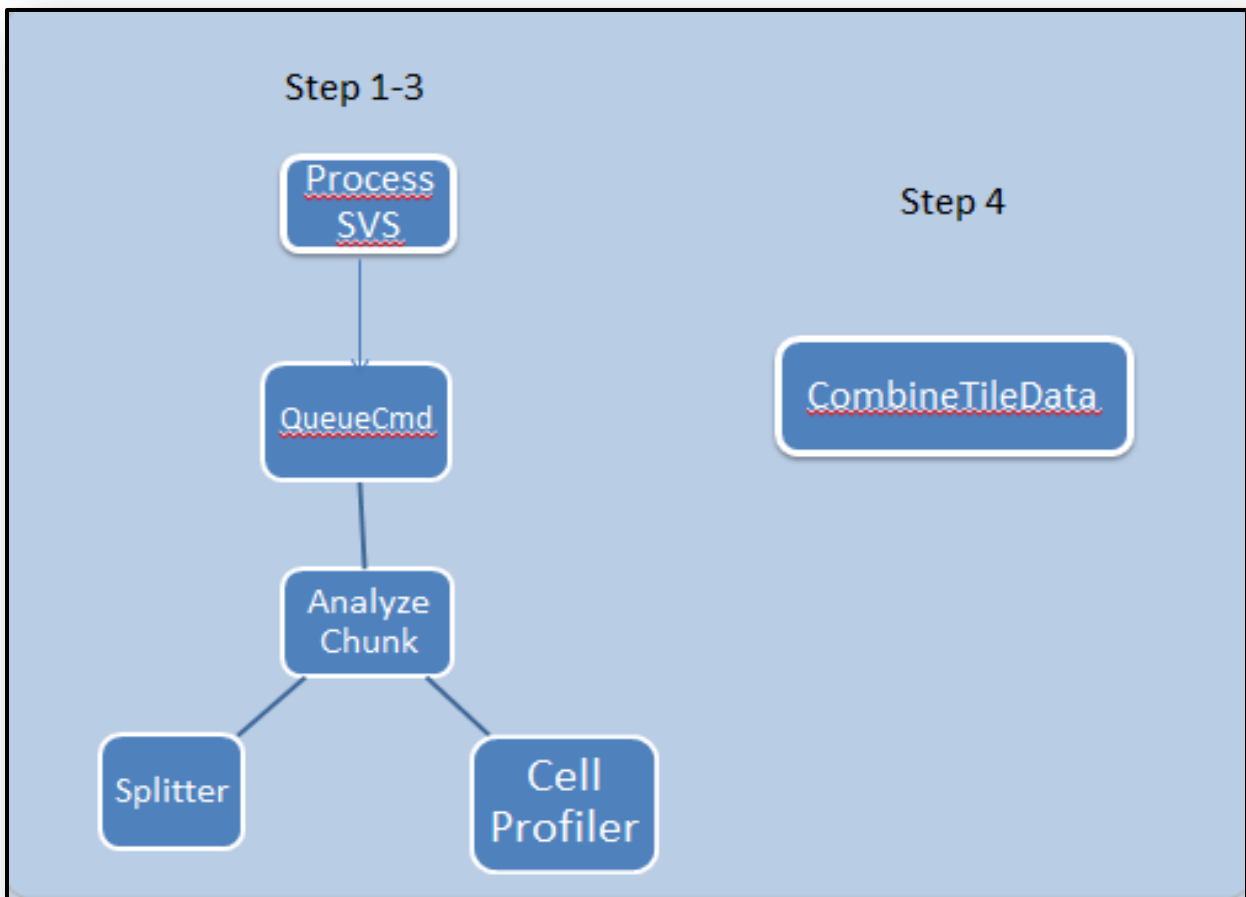 Step 1-3
Process
SVS
QueueCmd
Analyze
Chunk
Splitter
Cell
Profiler
Step 4
CombineTileData